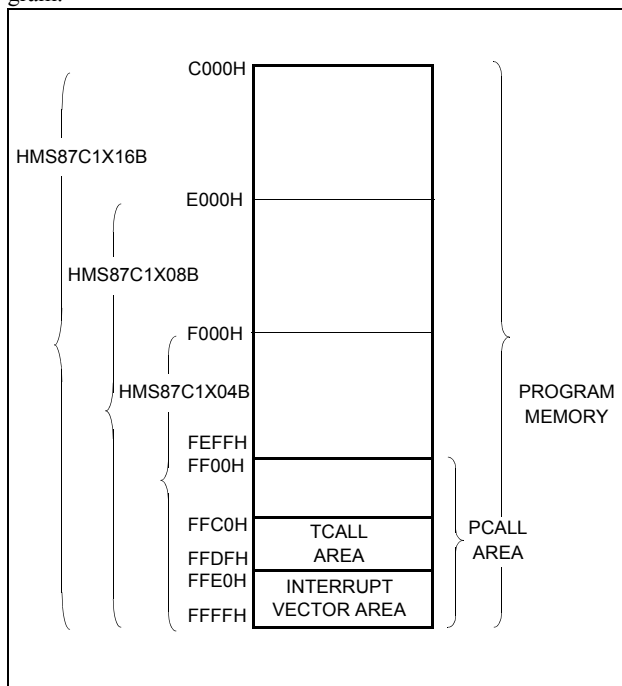 gram.
C000H
HMS87C1X16B
E000H
HMS87C1X08B
F000H
HMS87C1X04B
PROGRAM
MEMORY
FEFFH
FF00H
FFC0H
TCALL
AREA
PCALL
AREA
FFDFH
FFE0H
INTERRUPT
VECTOR AREA
FFFFH